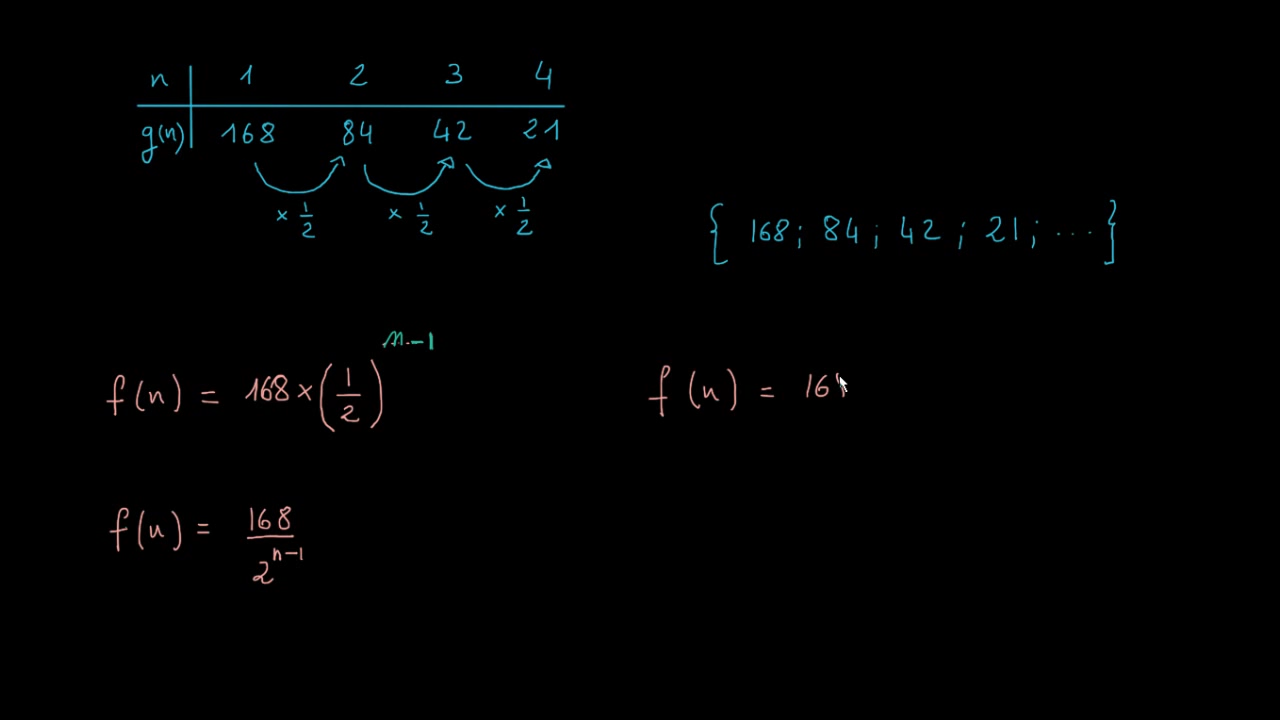 n 1 2 3 4
g(n) 168 84 42 21
× 1/2 × 1/2 × 1/2
{ 168; 84; 42; 21; ... }
f(n) = 168 × (1/2)^(n-1)
f(n) = 16
f(n) = 168/2^(n-1)